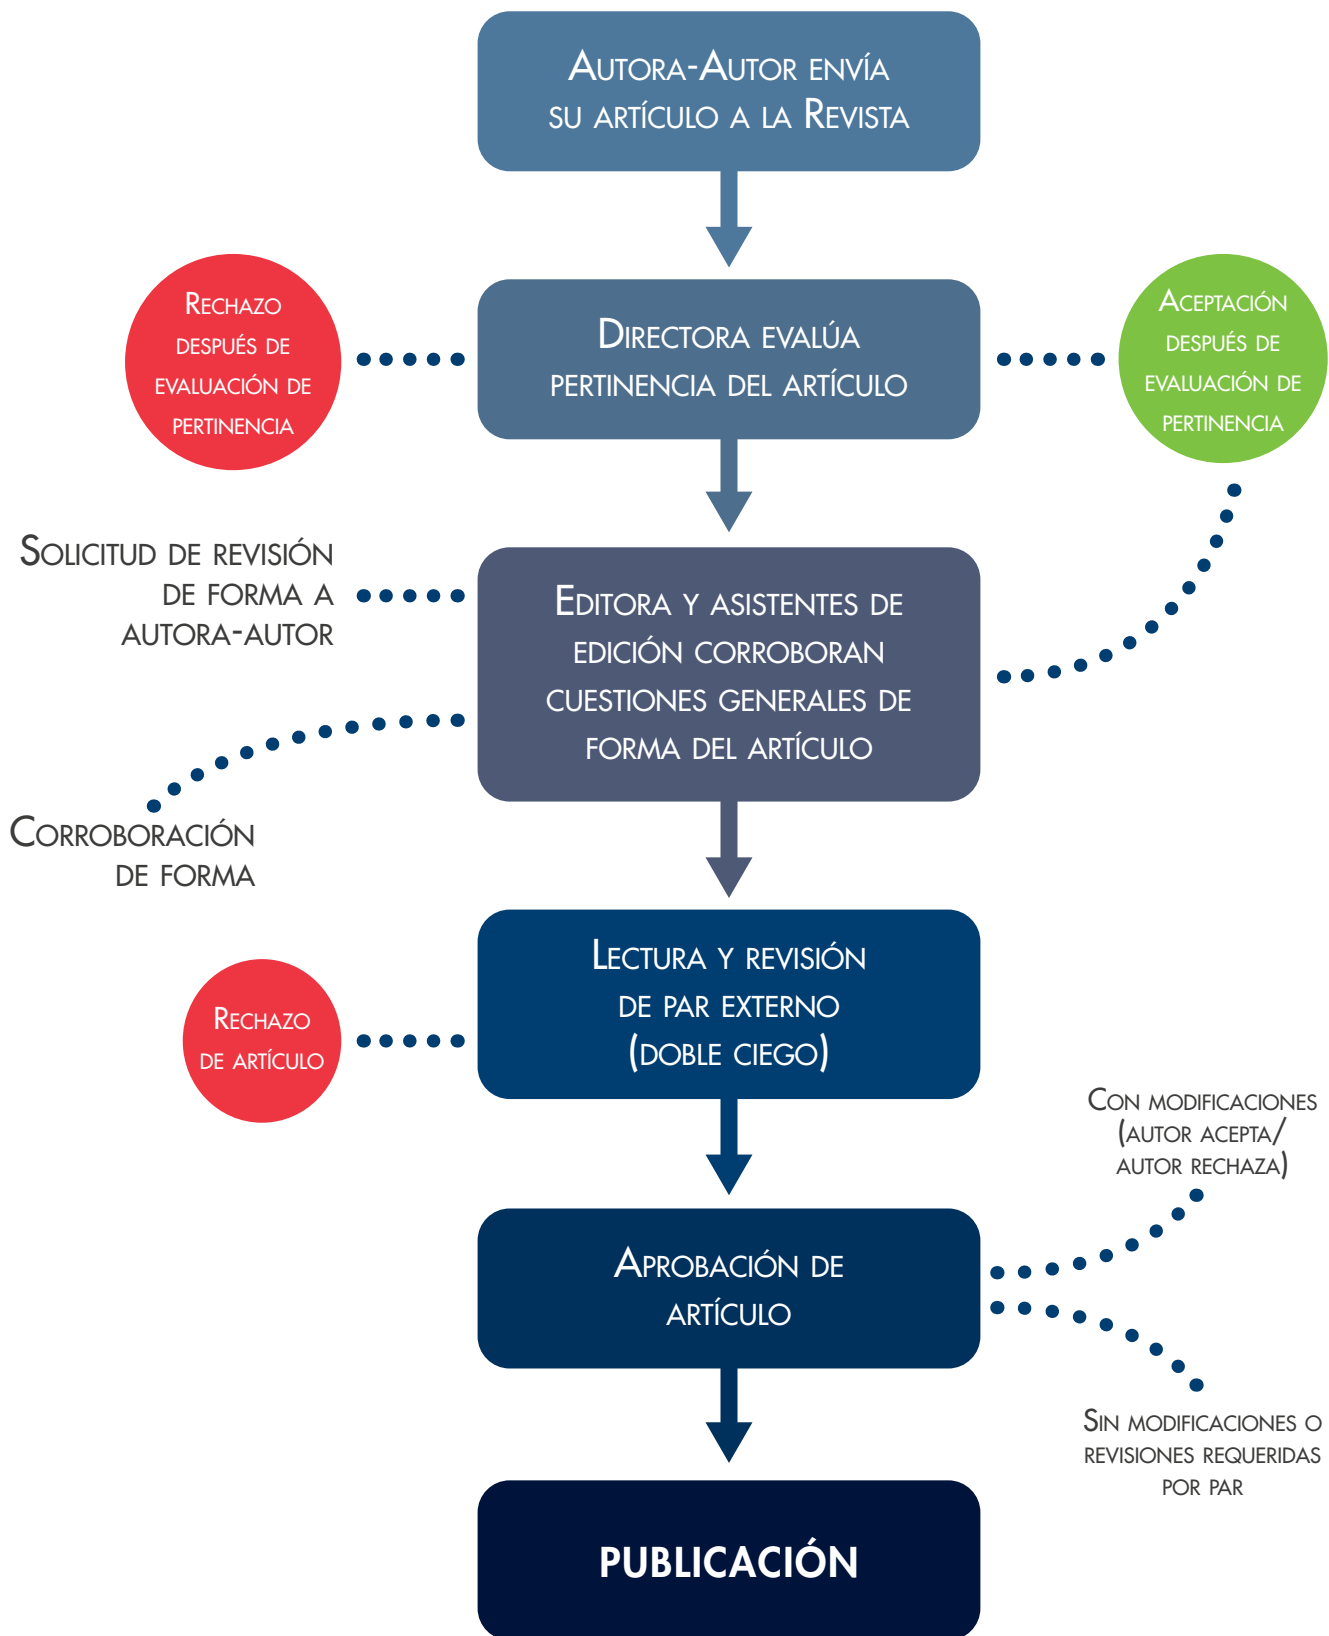 Autora-Autor envía
su artículo a la Revista
Rechazo
después de
evaluación de
pertinencia
Directora evalúa
pertinencia del artículo
Aceptación
después de
evaluación de
pertinencia
Solicitud de revisión
de forma a
autora-autor
Editora y asistentes de
edición corroboran
cuestiones generales de
forma del artículo
Corroboración
de forma
Lectura y revisión
de par externo
(doble ciego)
Rechazo
de artículo
Con modificaciones
(autor acepta/
autor rechaza)
Aprobación de
artículo
Sin modificaciones o
revisiones requeridas
por par
PUBLICACIÓN